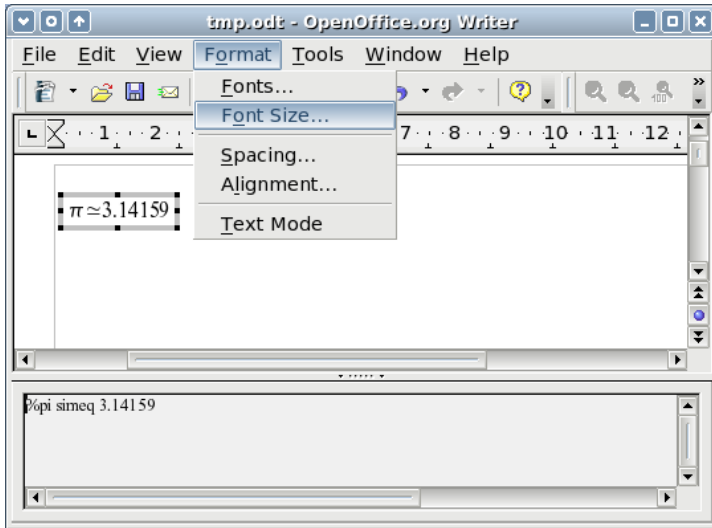 tmp.odt - OpenOffice.org Writer
File Edit View Format Tools Window Help
Fonts...
100
Font Size...
1 2 7 8 9 10 11 12
Spacing...
Alignment...
π≃3.14159
Text Mode
%pi simeq 3.14159